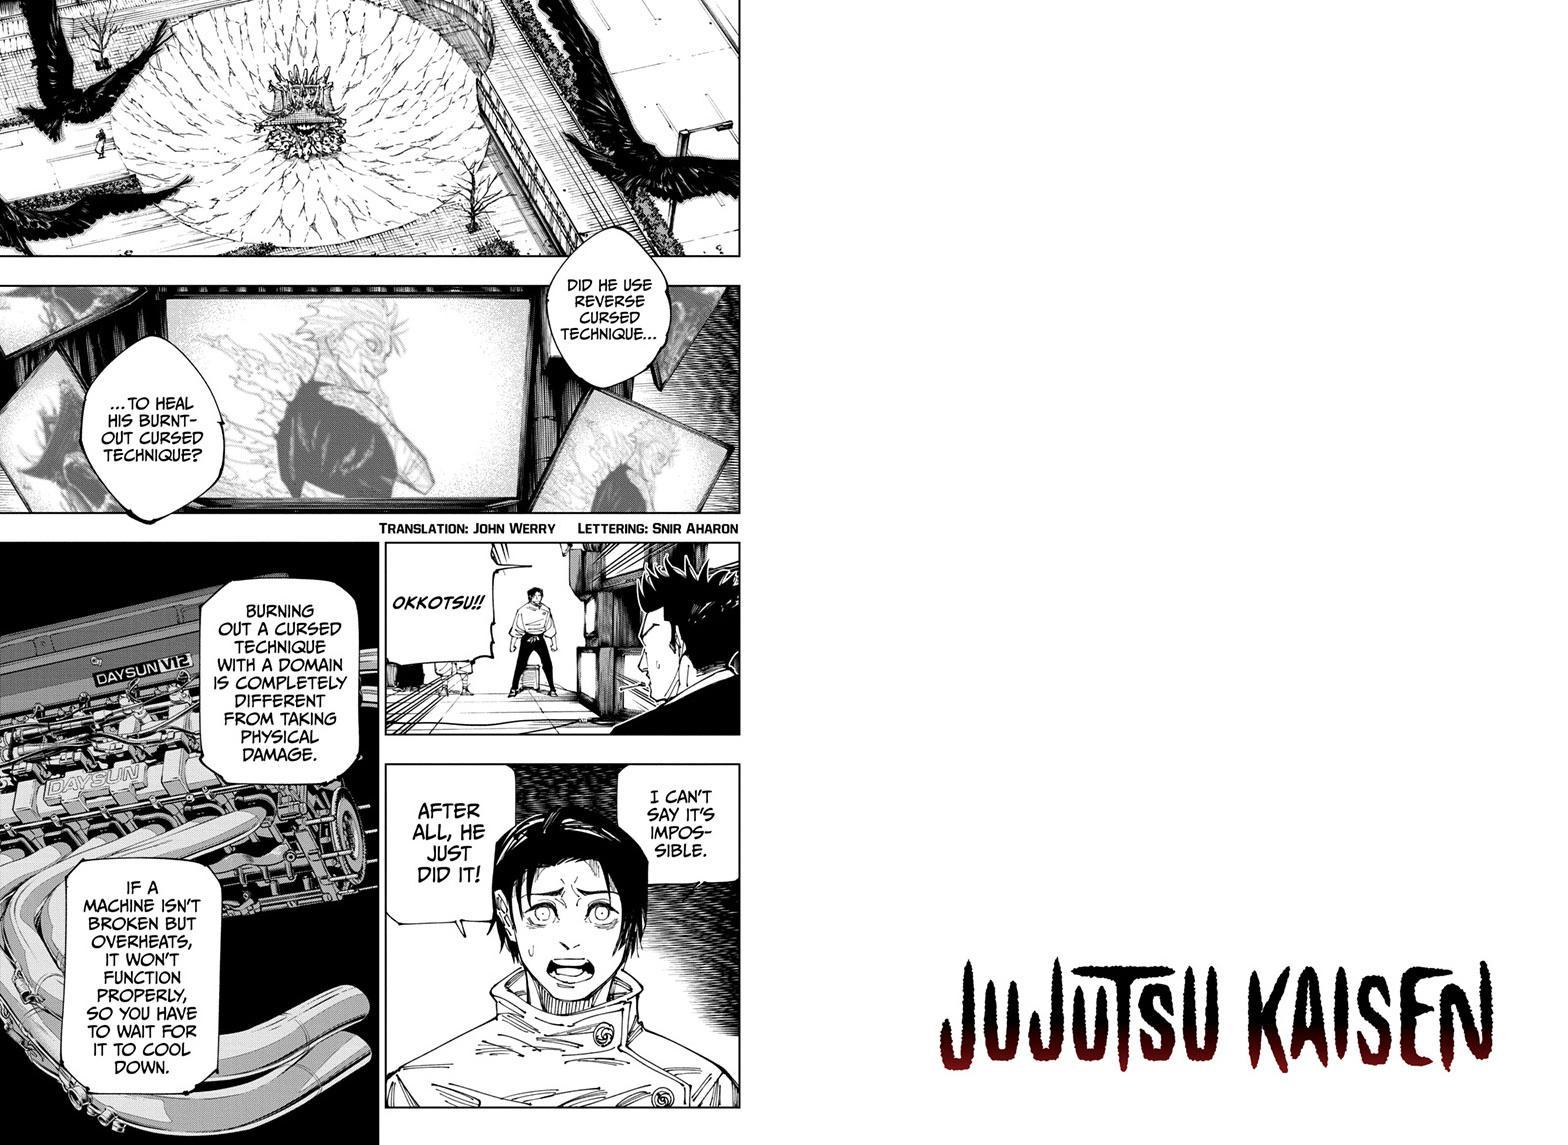 DID HE USE
REVERSE
CURSED
TECHNIQUE...
...TO HEAL
HIS BURNT-
OUT CURSED
TECHNIQUE?
TRANSLATION: JOHN WERRY LETTERING: SNIR AHARON
OKKOTSU!!
I CAN'T
SAY IT'S
IMPOS-
SIBLE.
AFTER
ALL, HE
JUST
DID IT!
BURNING
OUT A CURSED
TECHNIQUE
WITH A DOMAIN
IS COMPLETELY
DIFFERENT
FROM TAKING
PHYSICAL
DAMAGE.
DAYSUN V12
DAYSUN
IF A
MACHINE ISN'T
BROKEN BUT
OVERHEATS,
IT WON'T
FUNCTION
PROPERLY,
SO YOU HAVE
TO WAIT FOR
IT TO COOL
DOWN.
JUJUTSU KAISEN